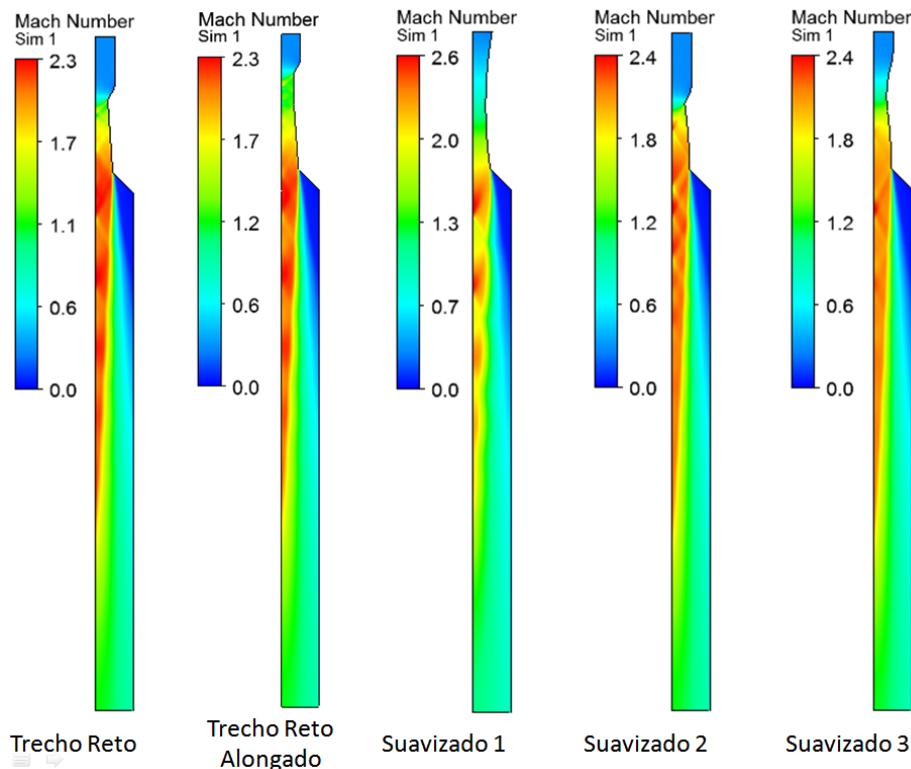 Mach Number
Sim 1
2.3
1.7
1.1
0.6
0.0
Trecho Reto
Mach Number
Sim 1
2.3
1.7
1.2
0.6
0.0
Trecho Reto
Alongado
Mach Number
Sim 1
2.6
2.0
1.3
0.7
0.0
Suavizado 1
Mach Number
Sim 1
2.4
1.8
1.2
0.6
0.0
Suavizado 2
Mach Number
Sim 1
2.4
1.8
1.2
0.6
0.0
Suavizado 3